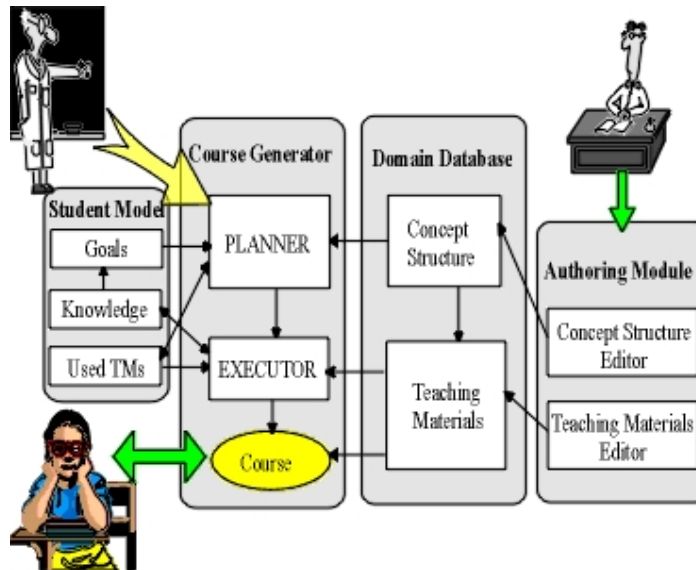 Course Generator
Domain Database
Student Model
Goals
PLANNER
Concept
Structure
Authoring Module
Knowledge
Concept Structure
Editor
Used TMs
EXECUTOR
Teaching
Materials
Teaching Materials
Editor
Course